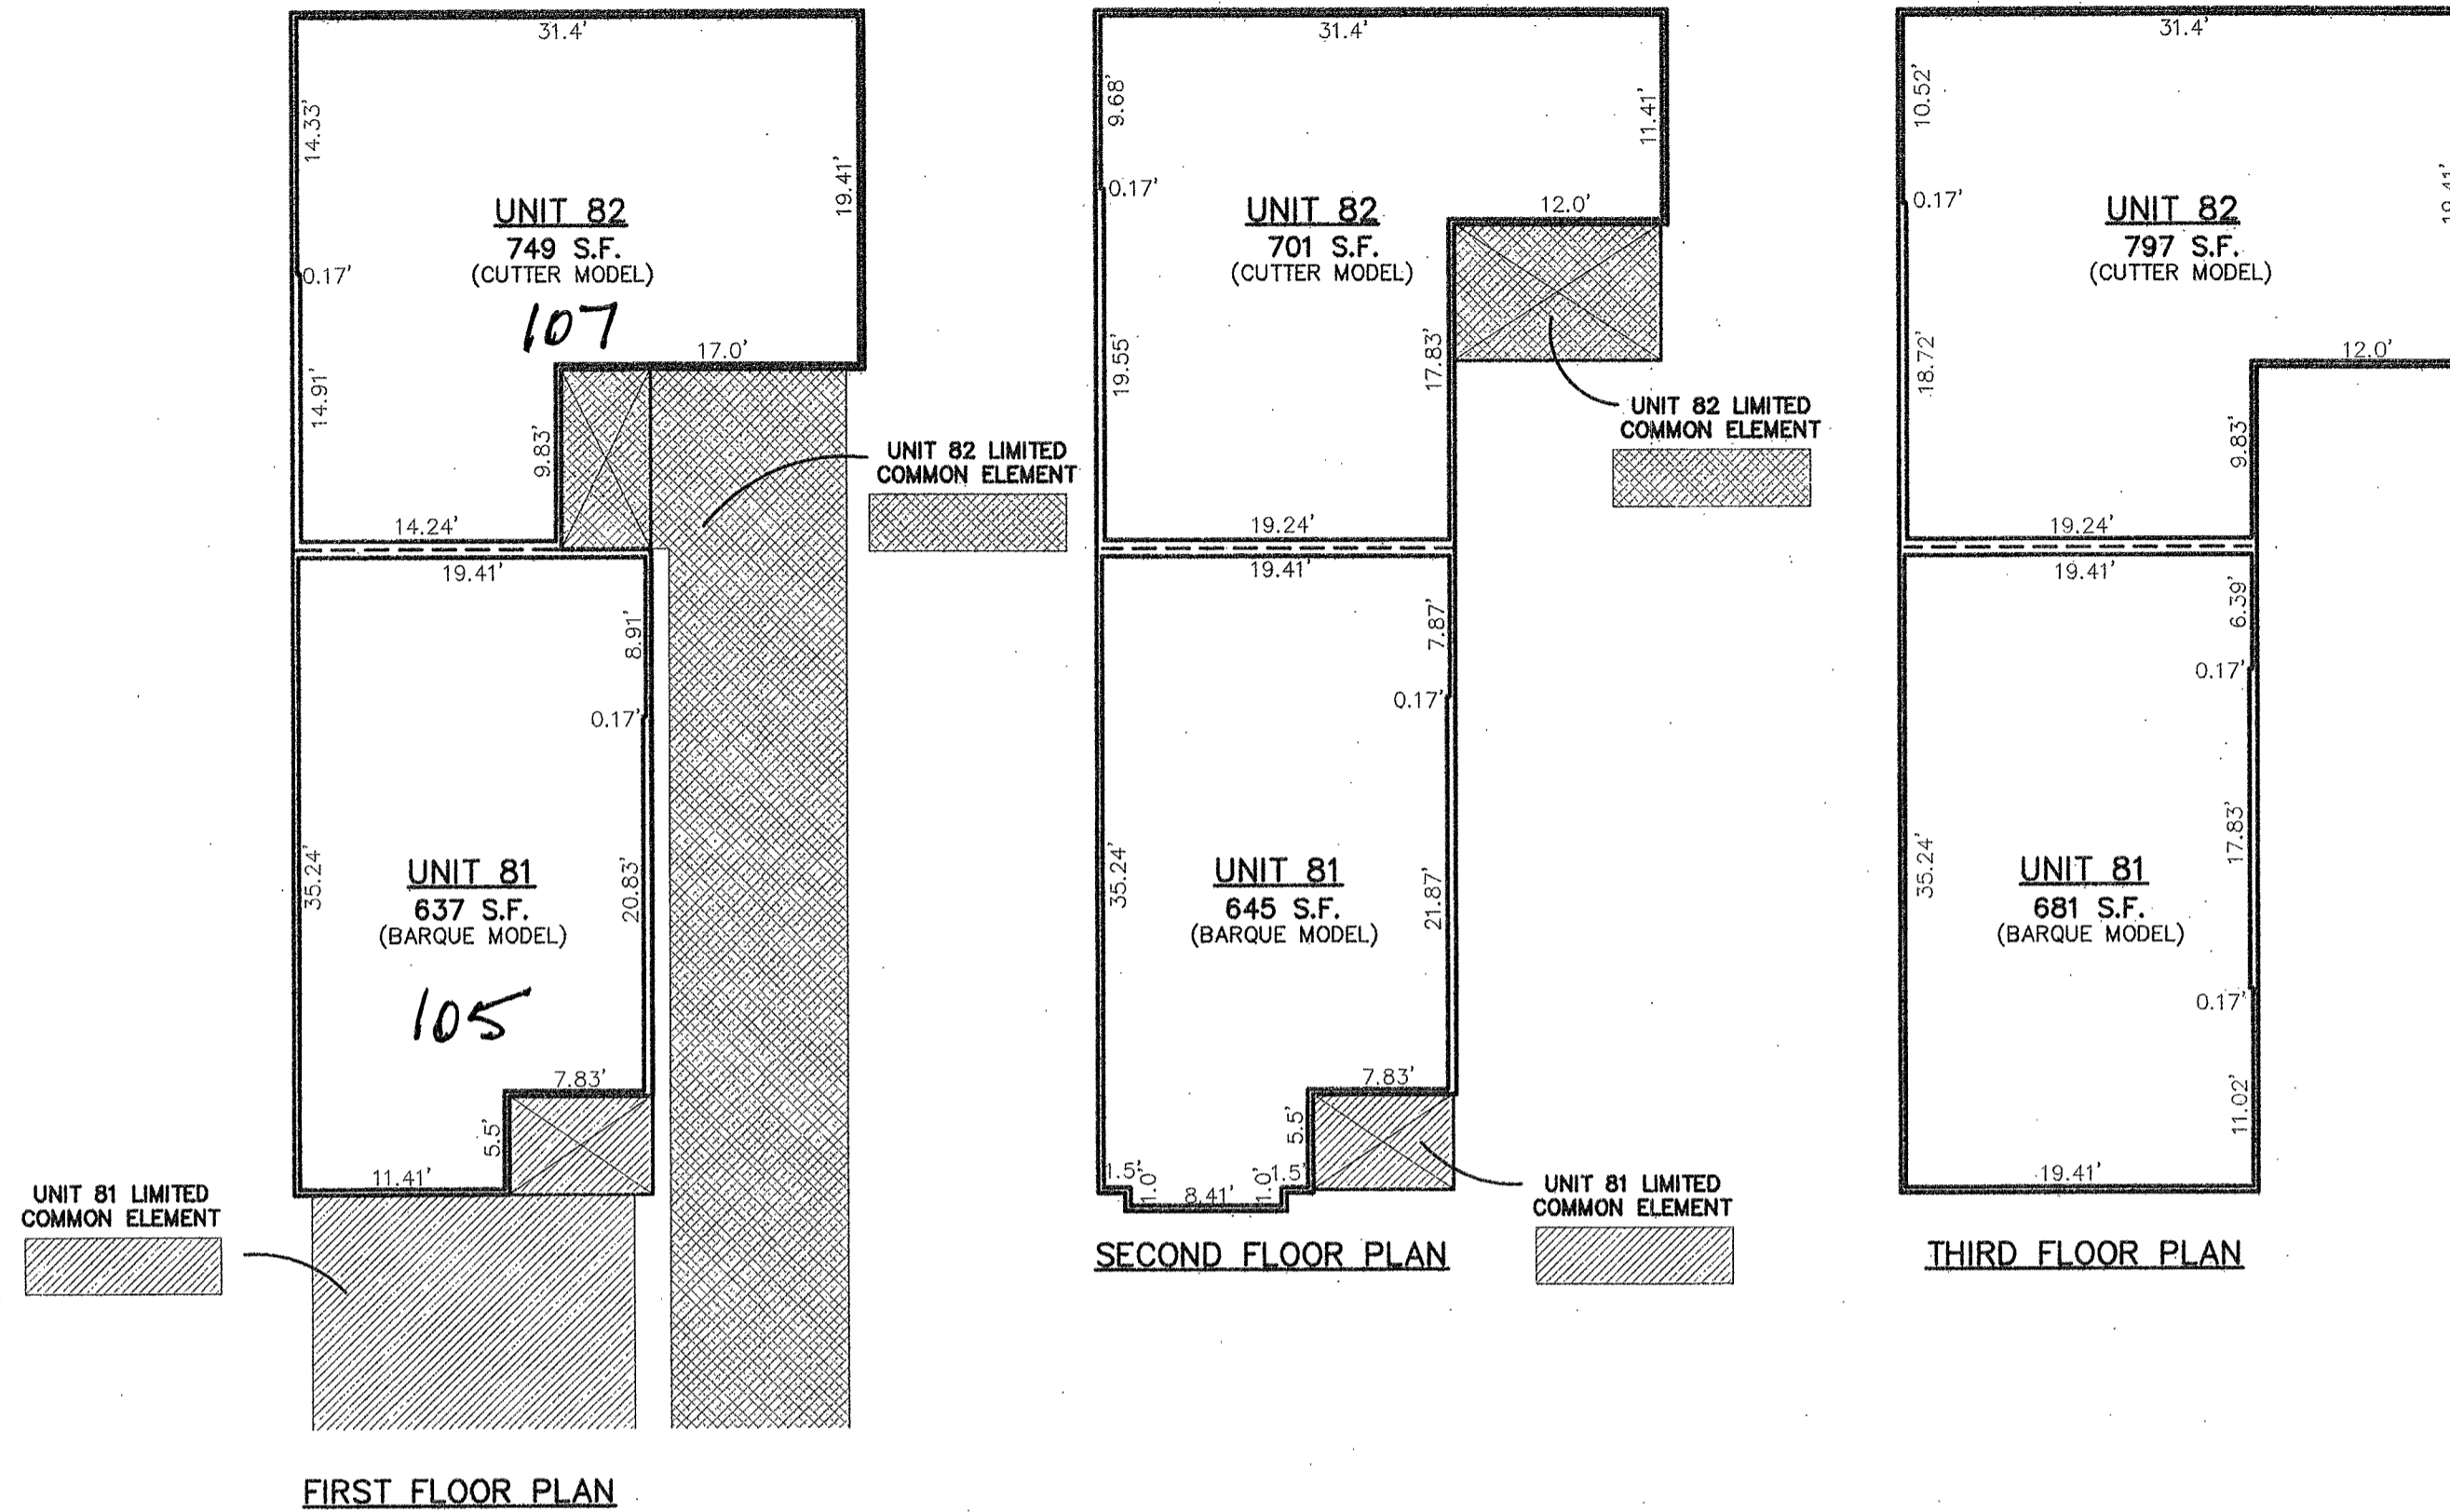 31.4'
14.33'
19.41'
UNIT 82
749 S.F.
(CUTTER MODEL)
0.17'
107
17.0'
14.91'
9.83'
UNIT 82 LIMITED
COMMON ELEMENT
14.24'
19.41'
8.91'
0.17'
35.24'
UNIT 81
637 S.F.
(BARQUE MODEL)
20.83'
105
7.83'
5.5'
11.41'
UNIT 81 LIMITED
COMMON ELEMENT
FIRST FLOOR PLAN
31.4'
9.68'
11.41'
0.17'
UNIT 82
701 S.F.
(CUTTER MODEL)
12.0'
19.55'
17.83'
UNIT 82 LIMITED
COMMON ELEMENT
19.24'
19.41'
7.87'
0.17'
35.24'
UNIT 81
645 S.F.
(BARQUE MODEL)
21.87'
7.83'
5.5'
1.5'
1.0'
8.41'
1.0'
1.5'
UNIT 81 LIMITED
COMMON ELEMENT
SECOND FLOOR PLAN
31.4'
10.52'
19.41'
0.17'
UNIT 82
797 S.F.
(CUTTER MODEL)
12.0'
18.72'
9.83'
19.24'
19.41'
6.39'
0.17'
35.24'
17.83'
UNIT 81
681 S.F.
(BARQUE MODEL)
0.17'
11.02'
19.41'
THIRD FLOOR PLAN